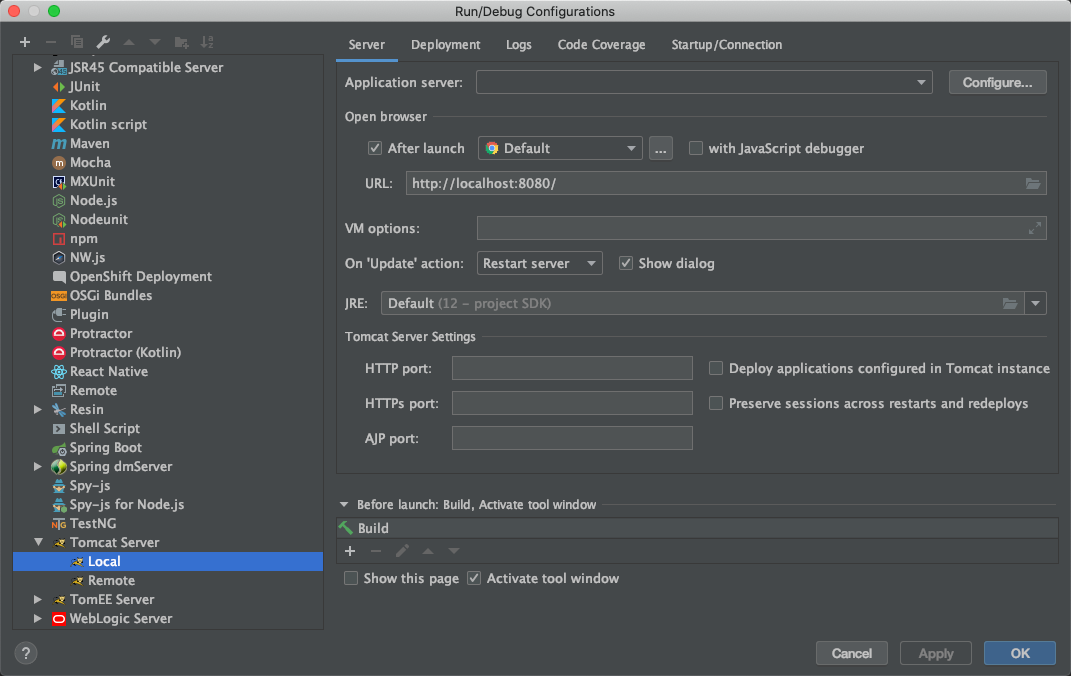 Run/Debug Configurations
JSR45 Compatible Server
JUnit
Kotlin
Kotlin script
Maven
Mocha
MXUnit
Node.js
Nodeunit
npm
NW.js
OpenShift Deployment
OSGi Bundles
Plugin
Protractor
Protractor (Kotlin)
React Native
Remote
Resin
Shell Script
Spring Boot
Spring dmServer
Spy-js
Spy-js for Node.js
TestNG
Tomcat Server
Local
Remote
TomEE Server
WebLogic Server
Server Deployment Logs Code Coverage Startup/Connection
Application server: Configure...
Open browser
After launch Default ... with JavaScript debugger
URL: http://localhost:8080/
VM options:
On 'Update' action: Restart server Show dialog
JRE: Default (12 – project SDK)
Tomcat Server Settings
HTTP port: Deploy applications configured in Tomcat instance
HTTPs port: Preserve sessions across restarts and redeploys
AJP port:
Before launch: Build, Activate tool window
Build
Show this page Activate tool window
? Cancel Apply OK